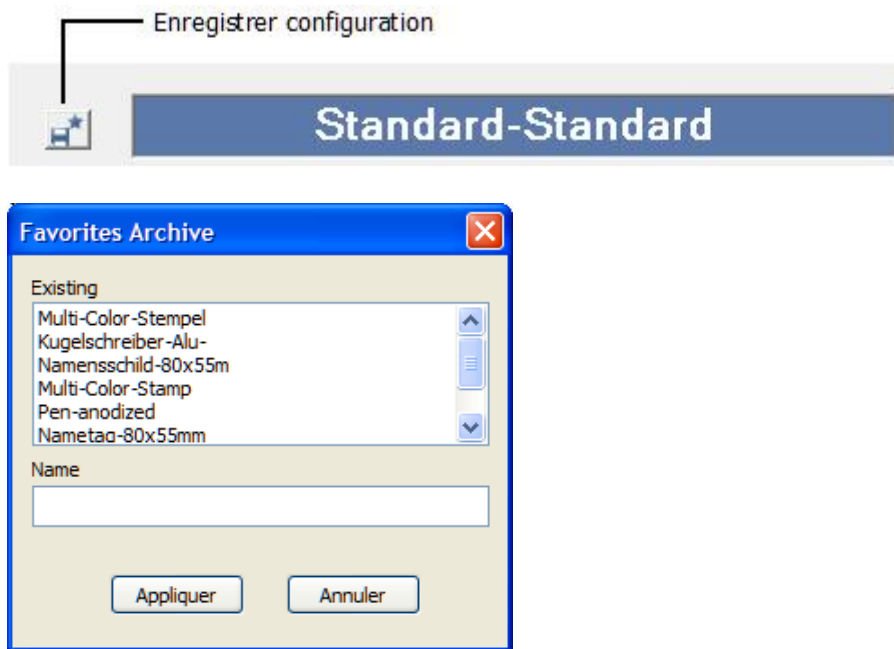 Enregistrer configuration
Standard-Standard
Favorites Archive
Existing
Multi-Color-Stempel
Kugelschreiber-Alu-
Namensschild-80x55m
Multi-Color-Stamp
Pen-anodized
Nametag-80x55mm
Name
Appliquer
Annuler